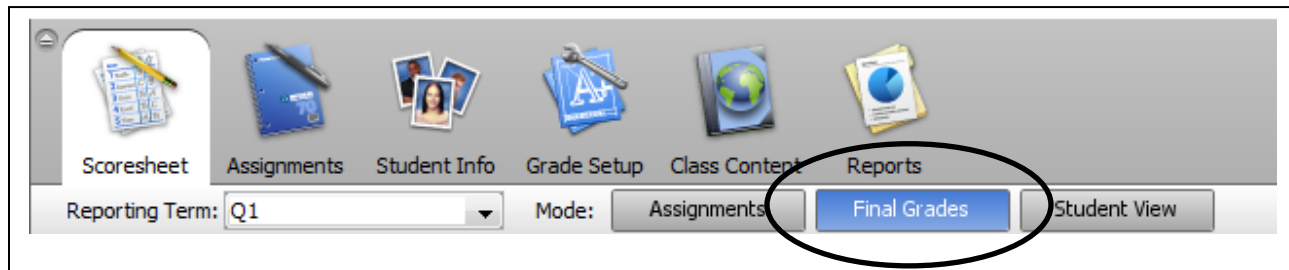 Scoresheet Assignments Student Info Grade Setup Class Content Reports
Reporting Term: Q1 Mode: Assignments Final Grades Student View